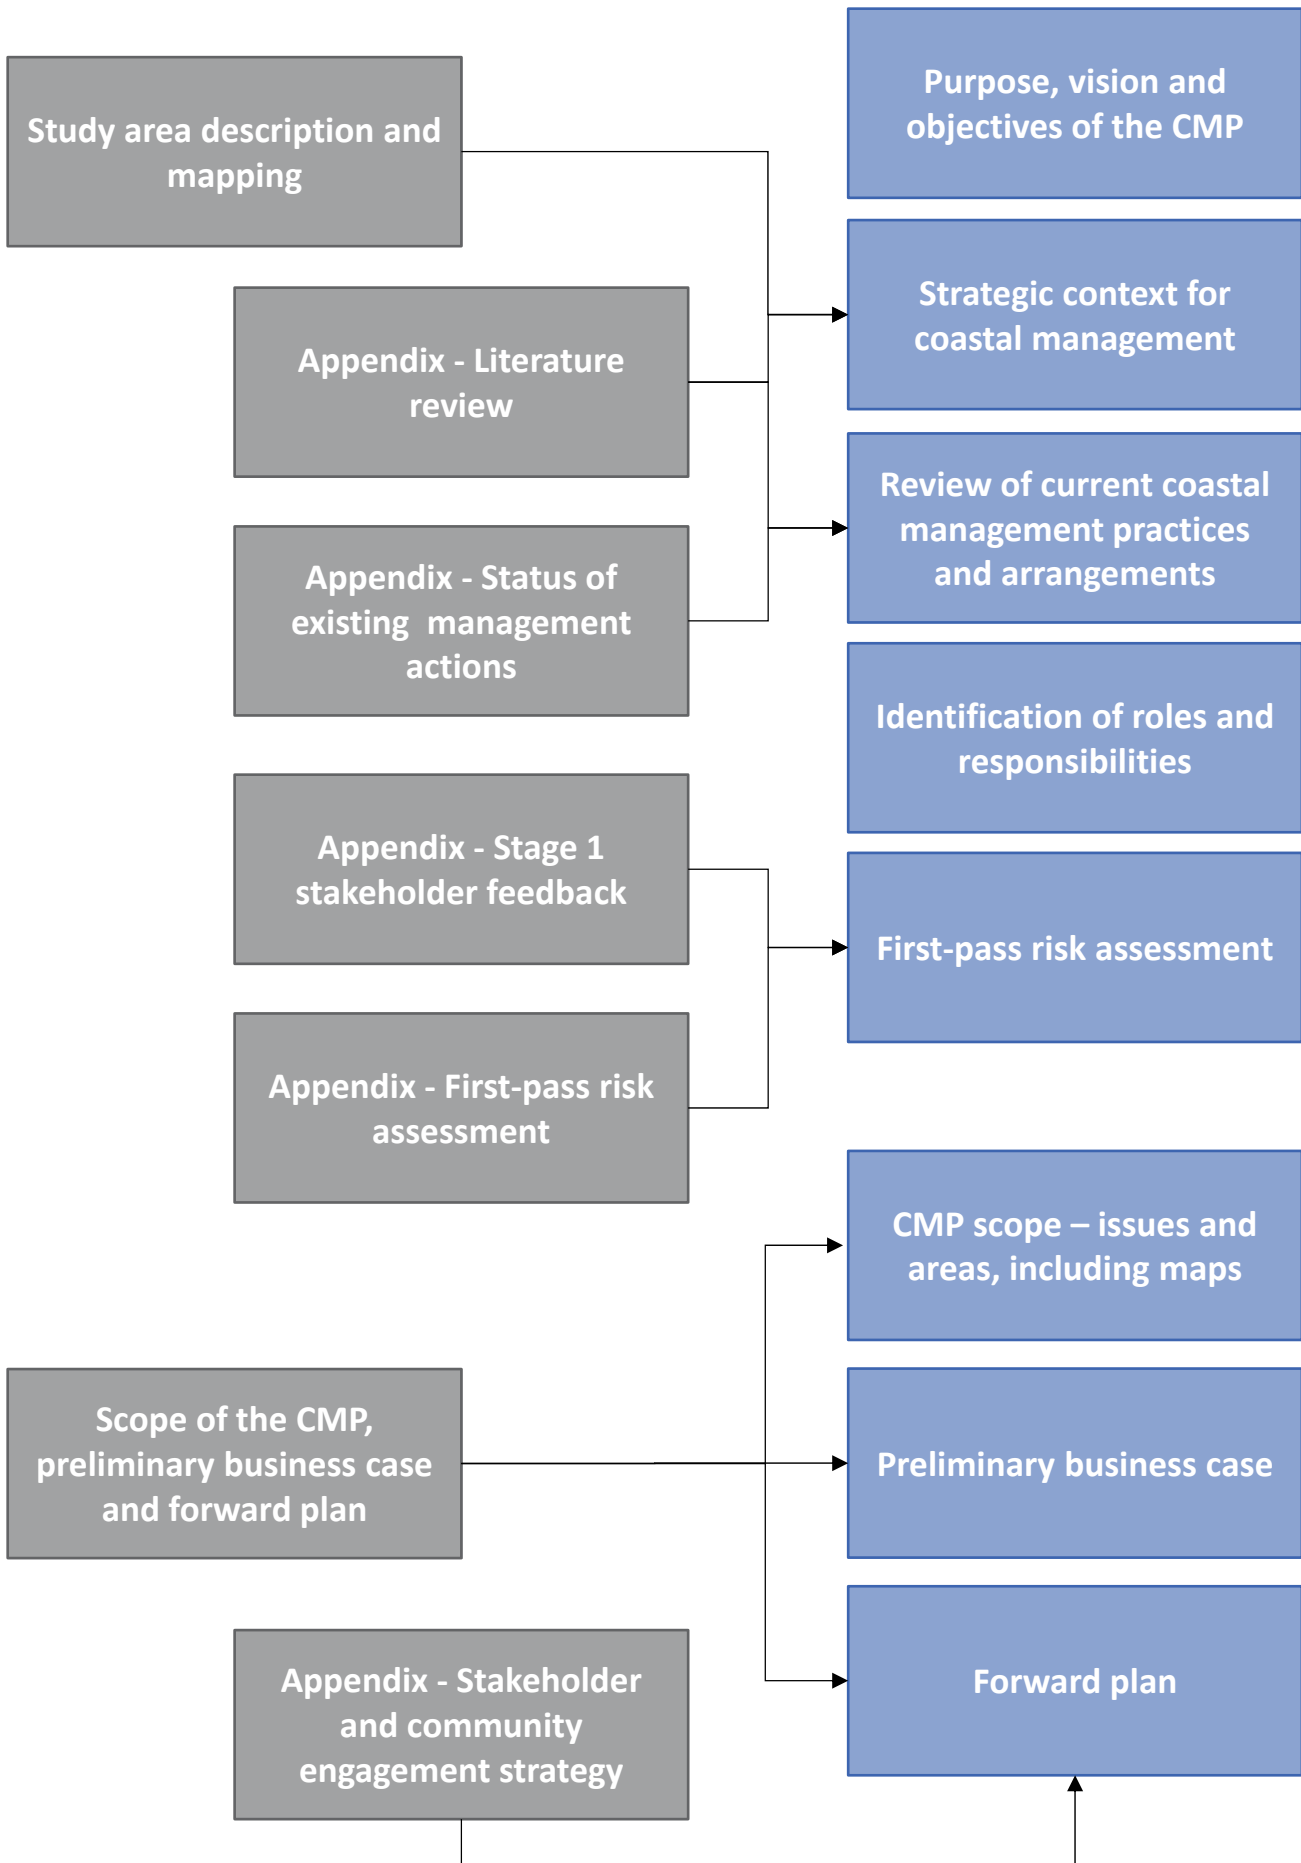 Purpose, vision and
objectives of the CMP
Study area description and
mapping
Strategic context for
coastal management
Appendix - Literature
review
Review of current coastal
management practices
and arrangements
Appendix - Status of
existing  management
actions
Identification of roles and
responsibilities
Appendix - Stage 1
stakeholder feedback
First-pass risk assessment
Appendix - First-pass risk
assessment
CMP scope – issues and
areas, including maps
Scope of the CMP,
preliminary business case
and forward plan
Preliminary business case
Appendix - Stakeholder
and community
engagement strategy
Forward plan